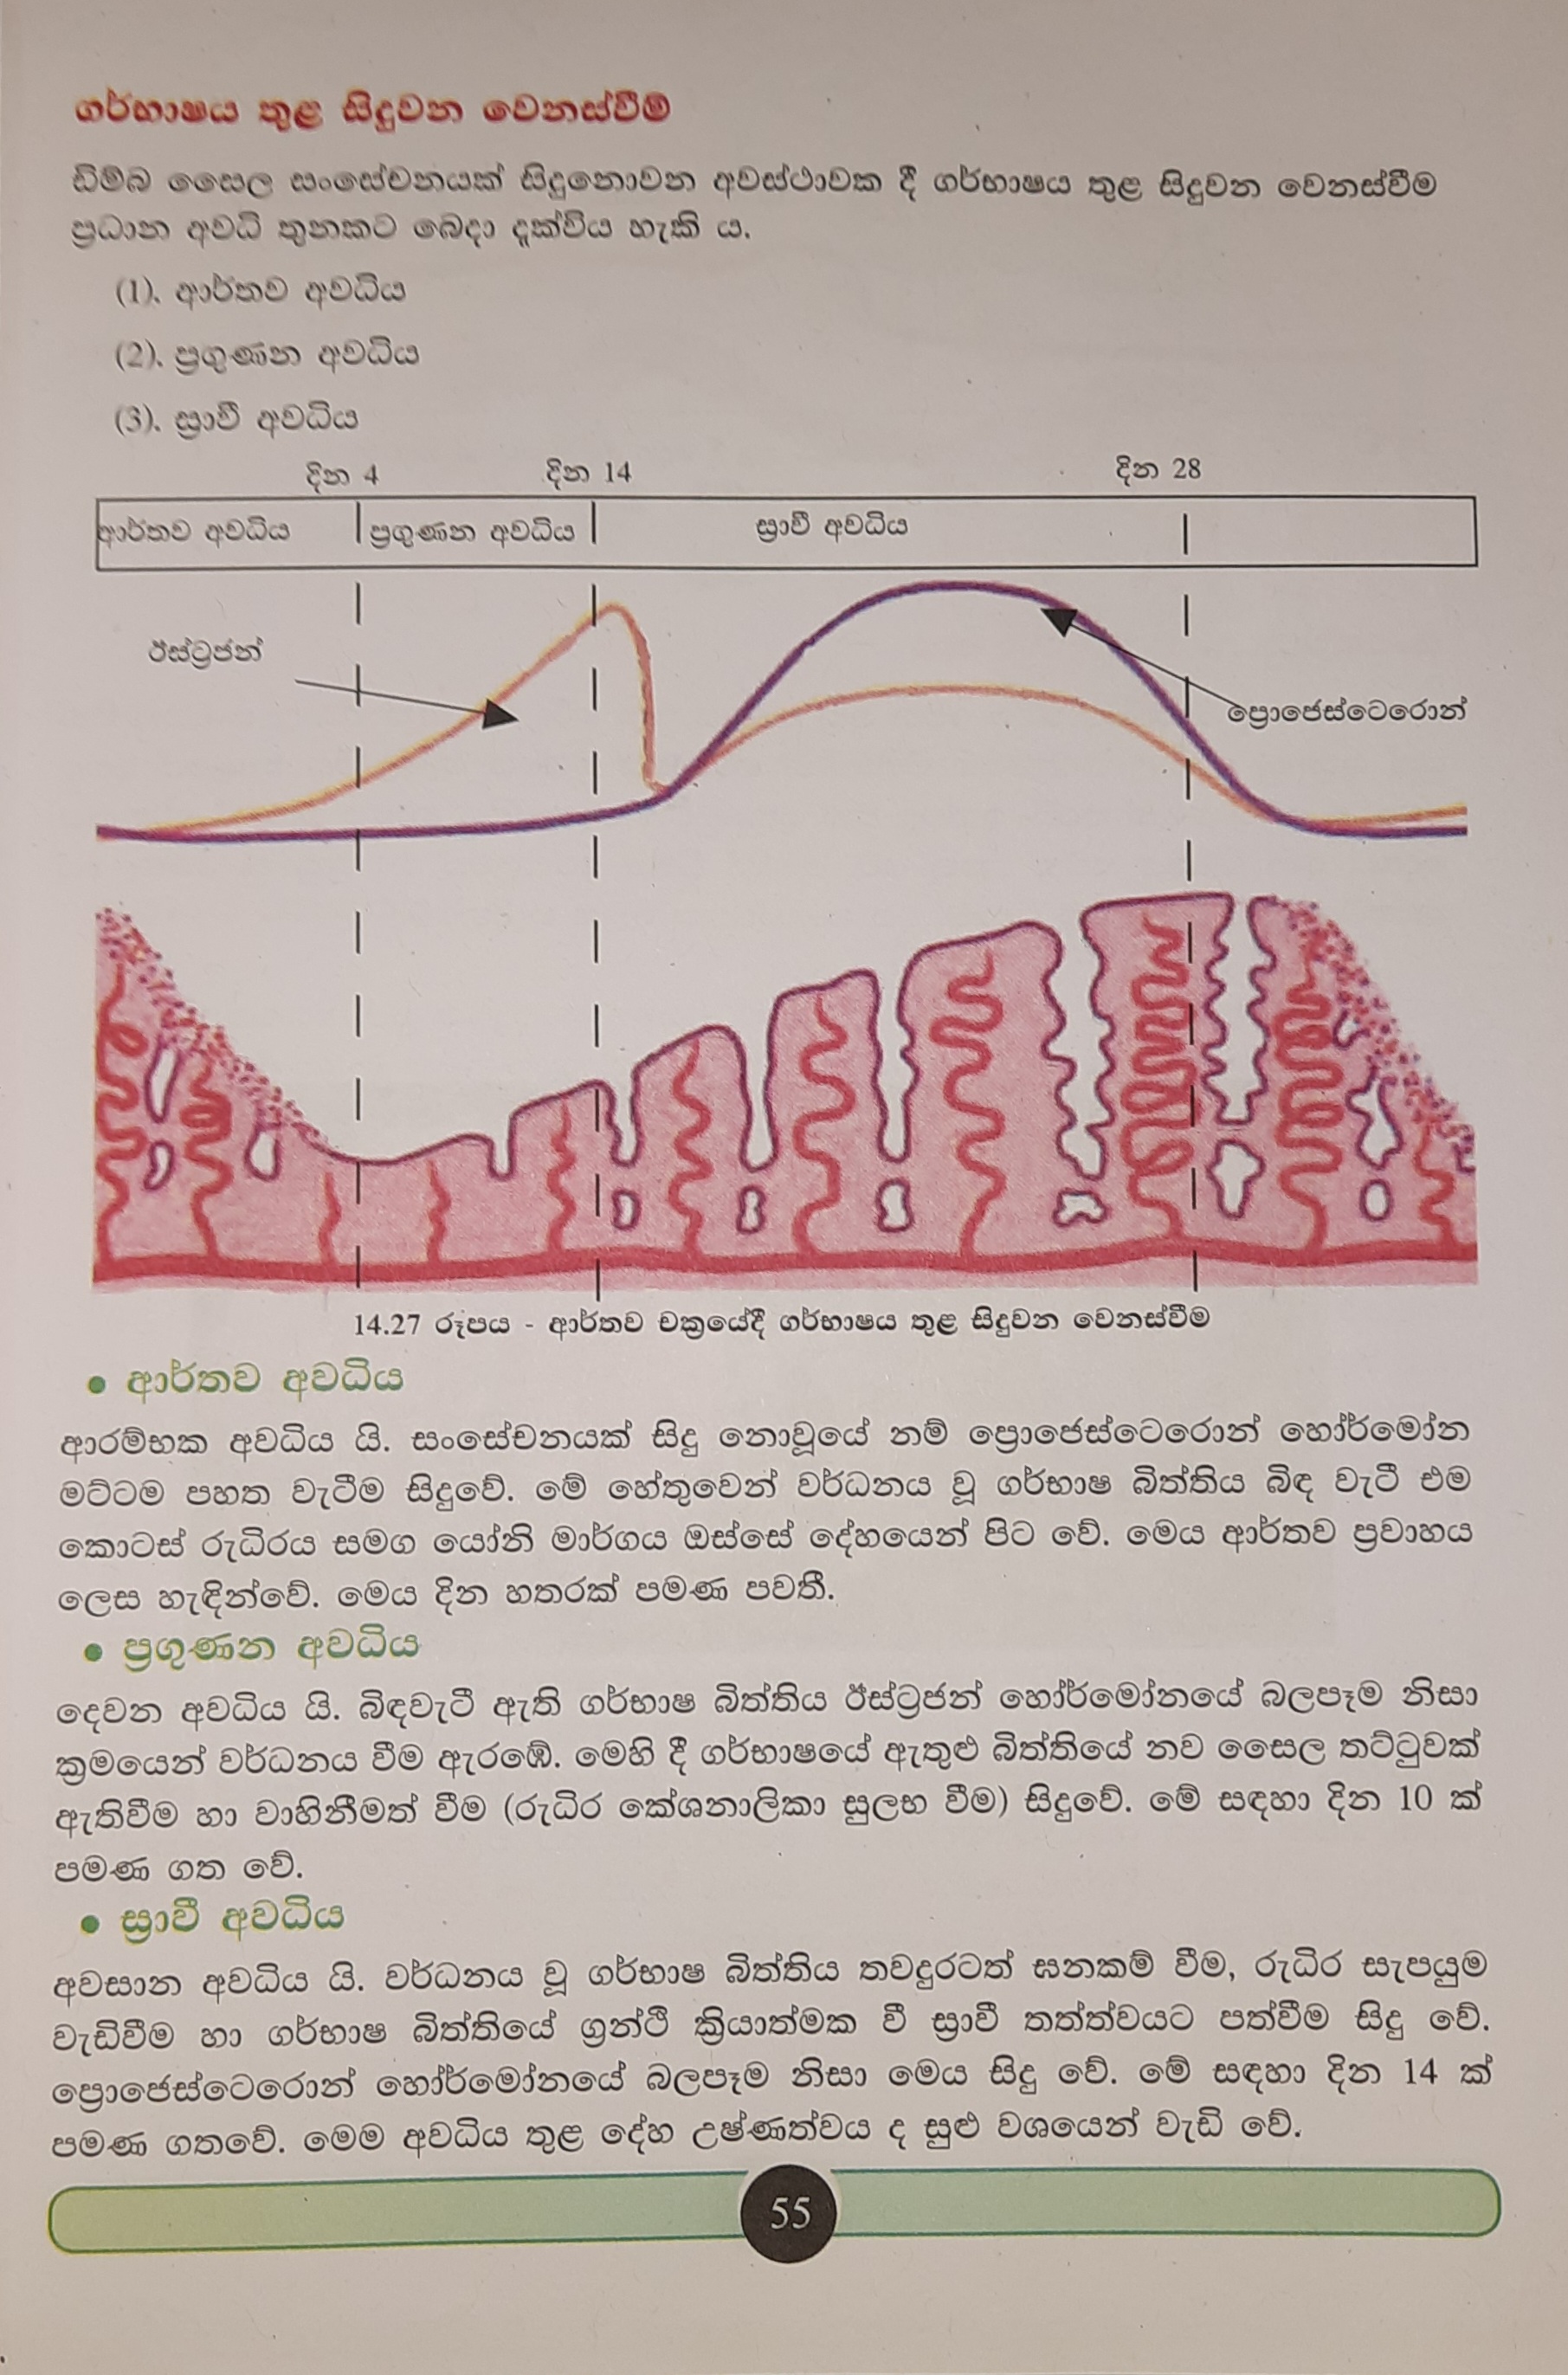 ගර්භාෂය තුළ සිදුවන වෙනස්වීම්
ඩිම්බ සෛල සංසේචනයක් සිදුනොවන අවස්ථාවක දී ගර්භාෂය තුළ සිදුවන වෙනස්වීම
ප්‍රධාන අවධි තුනකට බෙදා දැක්විය හැකි ය.
(1). ආර්තව අවධිය
(2). ප්‍රගුණන අවධිය
(3). ස්‍රාවී අවධිය
දින 4 දින 14 දින 28
ආර්තව අවධිය ප්‍රගුණන අවධිය ස්‍රාවී අවධිය
ඊස්ට්‍රජන්
ප්‍රොජෙස්ටෙරොන්
14.27 රූපය - ආර්තව චක්‍රයේදී ගර්භාෂය තුළ සිදුවන වෙනස්වීම
• ආර්තව අවධිය
ආරම්භක අවධිය යි. සංසේචනයක් සිදු නොවූයේ නම් ප්‍රොජෙස්ටෙරොන් හෝර්මෝන
මට්ටම පහත වැටීම සිදුවේ. මේ හේතුවෙන් වර්ධනය වූ ගර්භාෂ බිත්තිය බිඳ වැටී එම
කොටස් රුධිරය සමග යෝනි මාර්ගය ඔස්සේ දේහයෙන් පිට වේ. මෙය ආර්තව ප්‍රවාහය
ලෙස හැඳින්වේ. මෙය දින හතරක් පමණ පවතී.
• ප්‍රගුණන අවධිය
දෙවන අවධිය යි. බිඳවැටී ඇති ගර්භාෂ බිත්තිය ඊස්ට්‍රජන් හෝර්මෝනයේ බලපෑම නිසා
ක්‍රමයෙන් වර්ධනය වීම ඇරඹේ. මෙහි දී ගර්භාෂයේ ඇතුළු බිත්තියේ නව සෛල තට්ටුවක්
ඇතිවීම හා වාහිනීමත් වීම (රුධිර කේශනාලිකා සුලභ වීම) සිදුවේ. මේ සඳහා දින 10 ක්
පමණ ගත වේ.
• ස්‍රාවී අවධිය
අවසාන අවධිය යි. වර්ධනය වූ ගර්භාෂ බිත්තිය තවදුරටත් ඝනකම් වීම, රුධිර සැපයුම
වැඩිවීම හා ගර්භාෂ බිත්තියේ ග්‍රන්ථි ක්‍රියාත්මක වී ස්‍රාවී තත්ත්වයට පත්වීම සිදු වේ.
ප්‍රොජෙස්ටෙරොන් හෝර්මෝනයේ බලපෑම නිසා මෙය සිදු වේ. මේ සඳහා දින 14 ක්
පමණ ගතවේ. මෙම අවධිය තුළ දේහ උෂ්ණත්වය ද සුළු වශයෙන් වැඩි වේ.
55